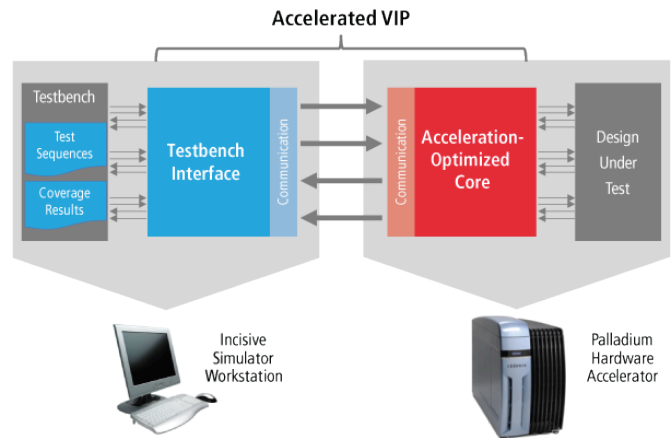 Accelerated VIP
Testbench
Test
Sequences
Coverage
Results
Testbench
Interface
Communication
Communication
Acceleration-
Optimized
Core
Design
Under
Test
Incisive
Simulator
Workstation
Palladium
Hardware
Accelerator